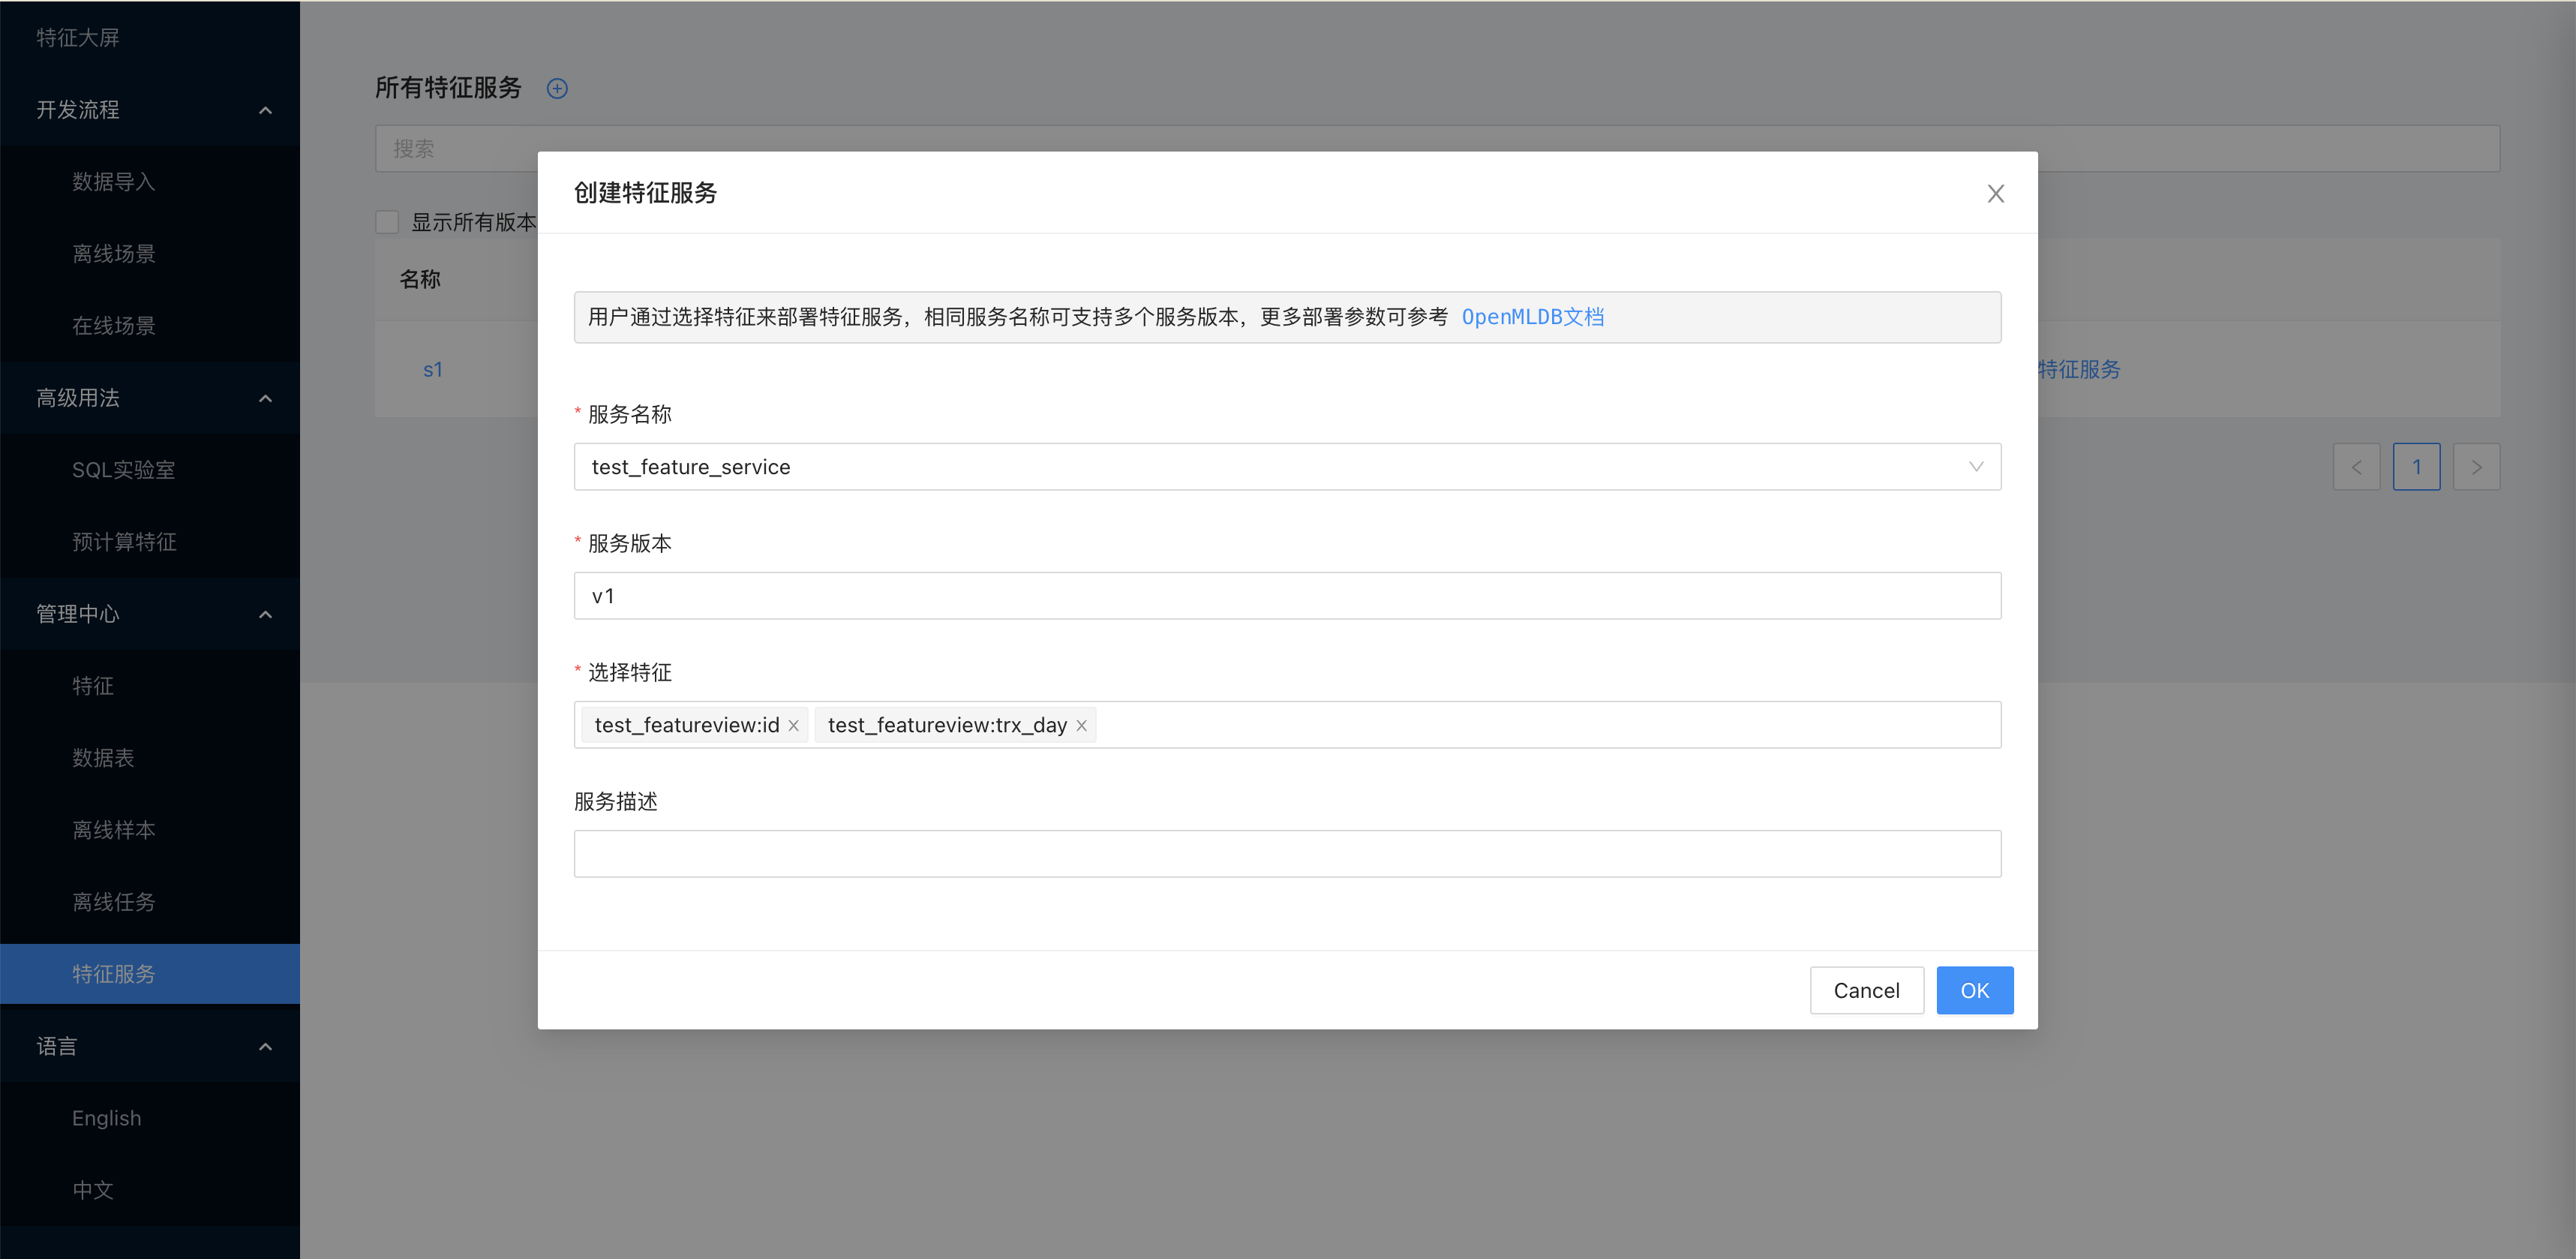 特征大屏
开发流程
数据导入
离线场景
在线场景
高级用法
SQL实验室
预计算特征
管理中心
特征
数据表
离线样本
离线任务
特征服务
语言
English
中文
所有特征服务
搜索
显示所有版本
名称
s1
特征服务
1
创建特征服务
用户通过选择特征来部署特征服务，相同服务名称可支持多个服务版本，更多部署参数可参考 OpenMLDB文档
* 服务名称
test_feature_service
* 服务版本
v1
* 选择特征
test_featureview:id test_featureview:trx_day
服务描述
Cancel OK